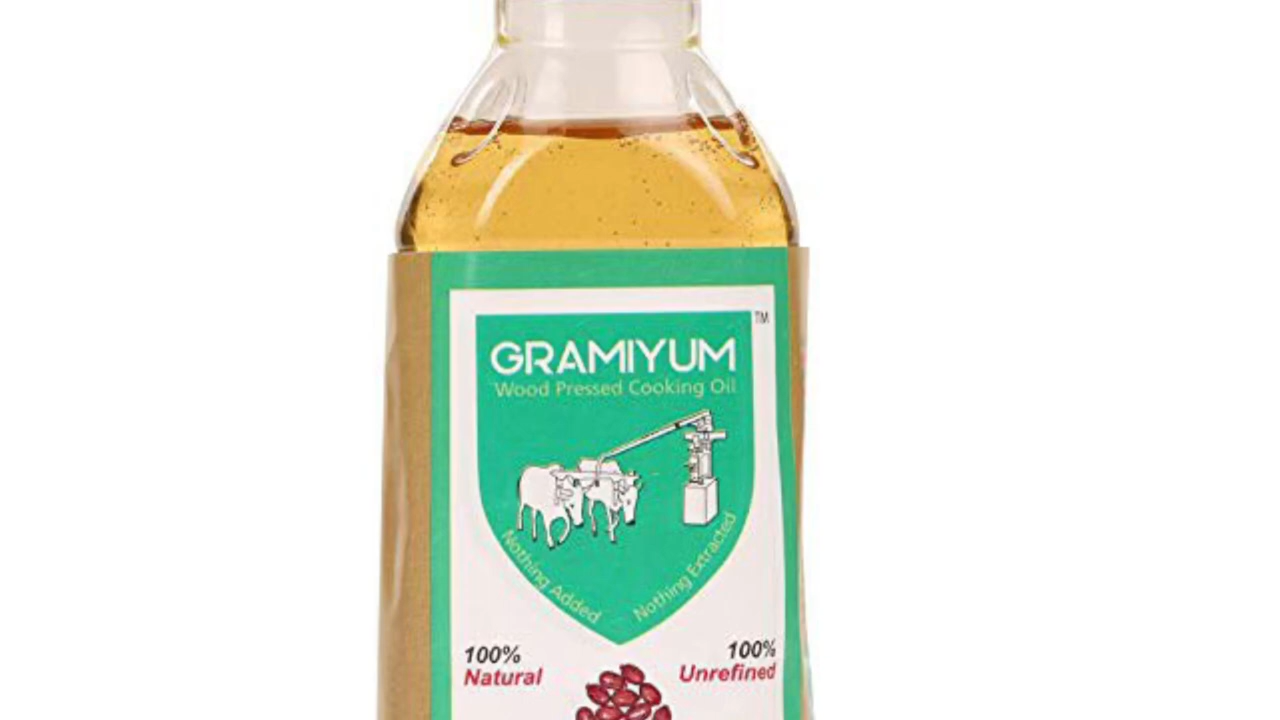 TM
GRAMIYUM
Wood Pressed Cooking Oil
Nothing Added
Nothing Extracted
100%
Natural
100%
Unrefined